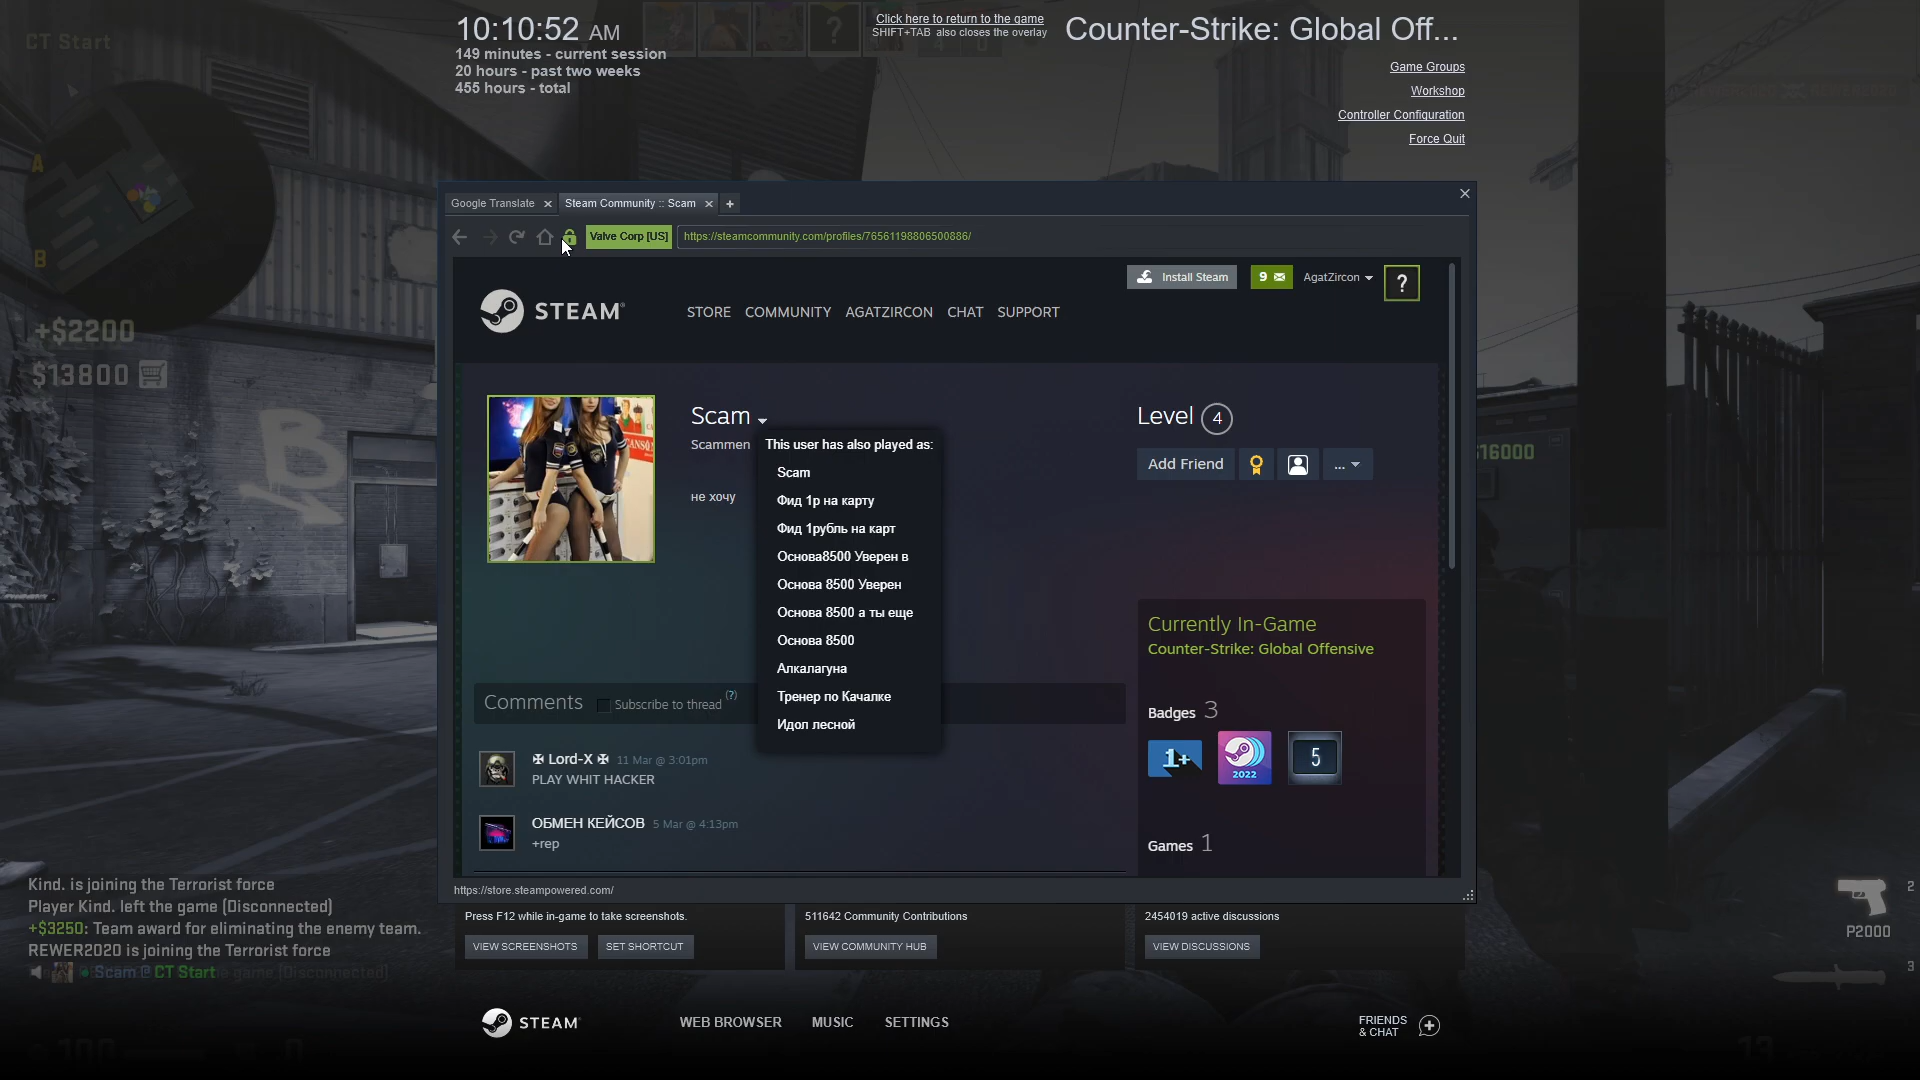 CT Start
10:10:52 AM
149 minutes - current session
20 hours - past two weeks
455 hours - total
Click here to return to the game
SHIFT+TAB also closes the overlay
Counter-Strike: Global Off...
Game Groups
Workshop
Controller Configuration
Force Quit
A
B
+$2200
$13800
Google Translate
Steam Community :: Scam
Valve Corp [US]
https://steamcommunity.com/profiles/76561198806500886/
Install Steam
9
AgatZircon
?
STEAM
STORE COMMUNITY AGATZIRCON CHAT SUPPORT
Scam
Scammen
не хочу
This user has also played as:
Scam
Фид 1р на карту
Фид 1рубль на карт
Основа8500 Уверен в
Основа 8500 Уверен
Основа 8500 а ты еще
Основа 8500
Алкалагуна
Тренер по Качалке
Идол лесной
Level 4
Add Friend
...
$16000
Currently In-Game
Counter-Strike: Global Offensive
Badges 3
1+
2022
5
Games 1
Comments
Subscribe to thread (?)
✠ Lord-X ✠ 11 Mar @ 3:01pm
PLAY WHIT HACKER
ОБМЕН КЕЙСОВ 5 Mar @ 4:13pm
+rep
https://store.steampowered.com/
Kind. is joining the Terrorist force
Player Kind. left the game (Disconnected)
+$3250: Team award for eliminating the enemy team.
REWER2020 is joining the Terrorist force
Scam @ CT Start
Press F12 while in-game to take screenshots.
VIEW SCREENSHOTS
SET SHORTCUT
511642 Community Contributions
VIEW COMMUNITY HUB
2454019 active discussions
VIEW DISCUSSIONS
2
P2000
3
STEAM
WEB BROWSER MUSIC SETTINGS
FRIENDS
& CHAT